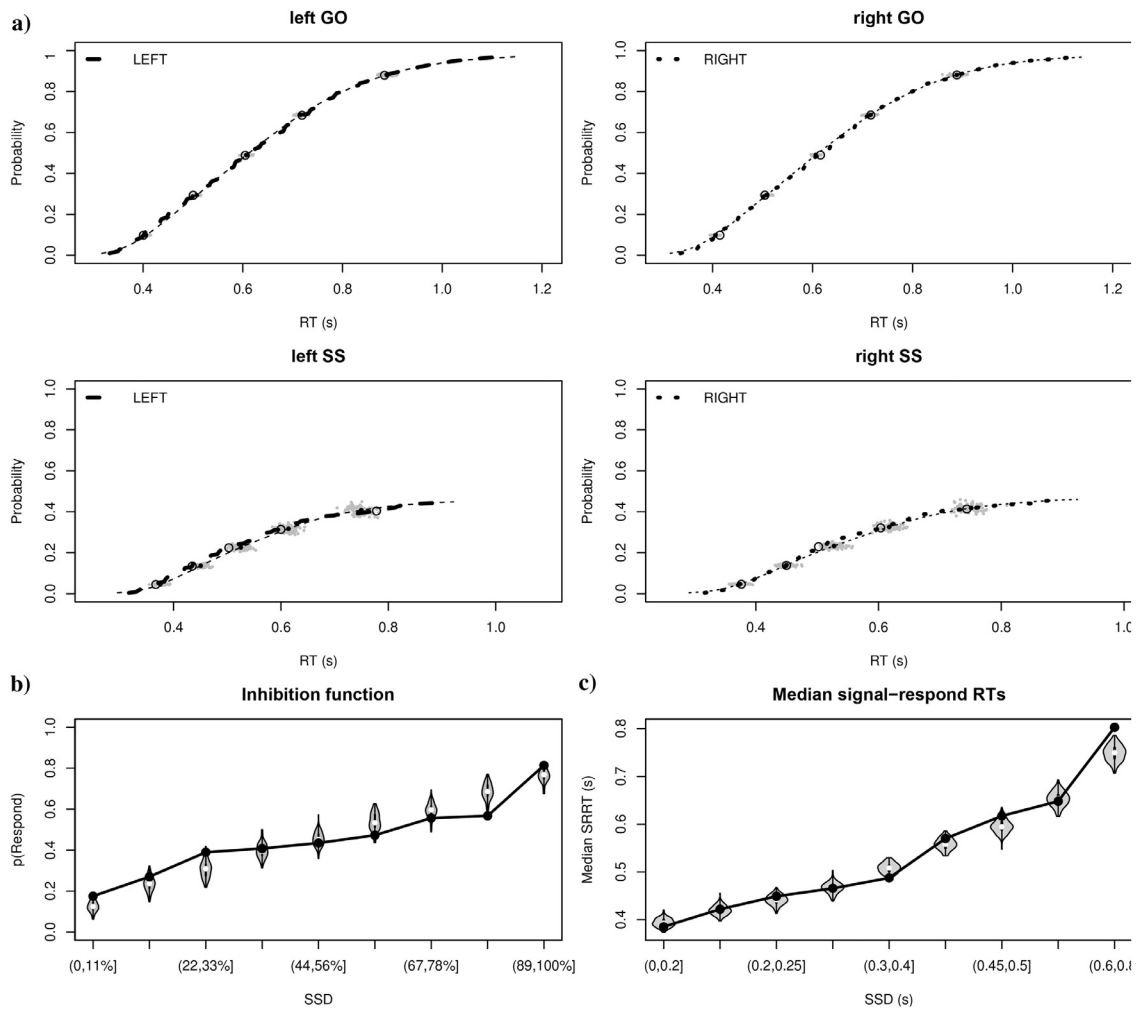 a)
left GO
LEFT
Probability
0.0 0.2 0.4 0.6 0.8 1
0.4 0.6 0.8 1.0 1.2
RT (s)
right GO
RIGHT
Probability
0.0 0.2 0.4 0.6 0.8 1.0
0.4 0.6 0.8 1.0 1.2
RT (s)
left SS
LEFT
Probability
0.0 0.2 0.4 0.6 0.8 1.0
0.4 0.6 0.8 1.0
RT (s)
right SS
RIGHT
Probability
0.0 0.2 0.4 0.6 0.8 1.0
0.4 0.6 0.8 1.0
RT (s)
b)
Inhibition function
p(Respond)
0.0 0.2 0.4 0.6 0.8 1.0
(0,11%] (22,33%] (44,56%] (67,78%] (89,100%]
SSD
c)
Median signal−respond RTs
Median SRRT (s)
0.4 0.5 0.6 0.7 0.8
(0,0.2] (0.2,0.25] (0.3,0.4] (0.45,0.5] (0.6,0.8
SSD (s)